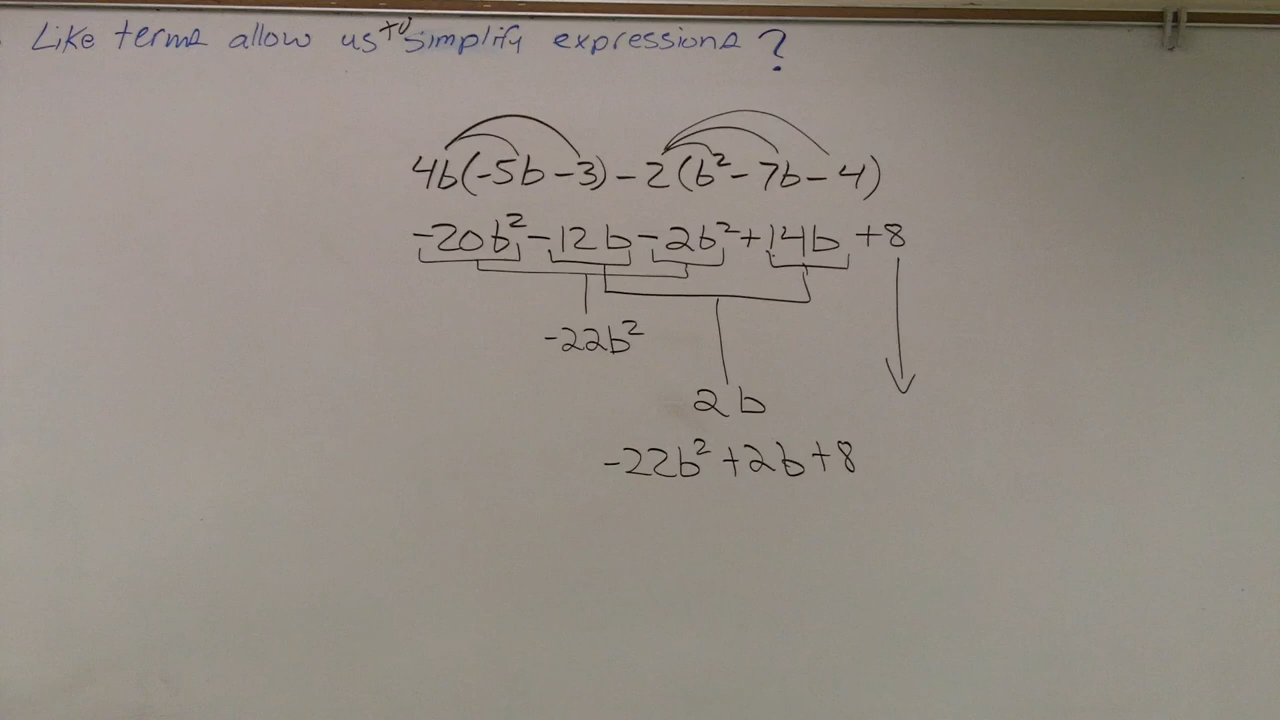 Like terms allow us to simplify expressions ?
4b(-5b-3)-2(b²-7b-4)
-20b²-12b-2b²+14b+8
-22b²
2b
-22b²+2b+8